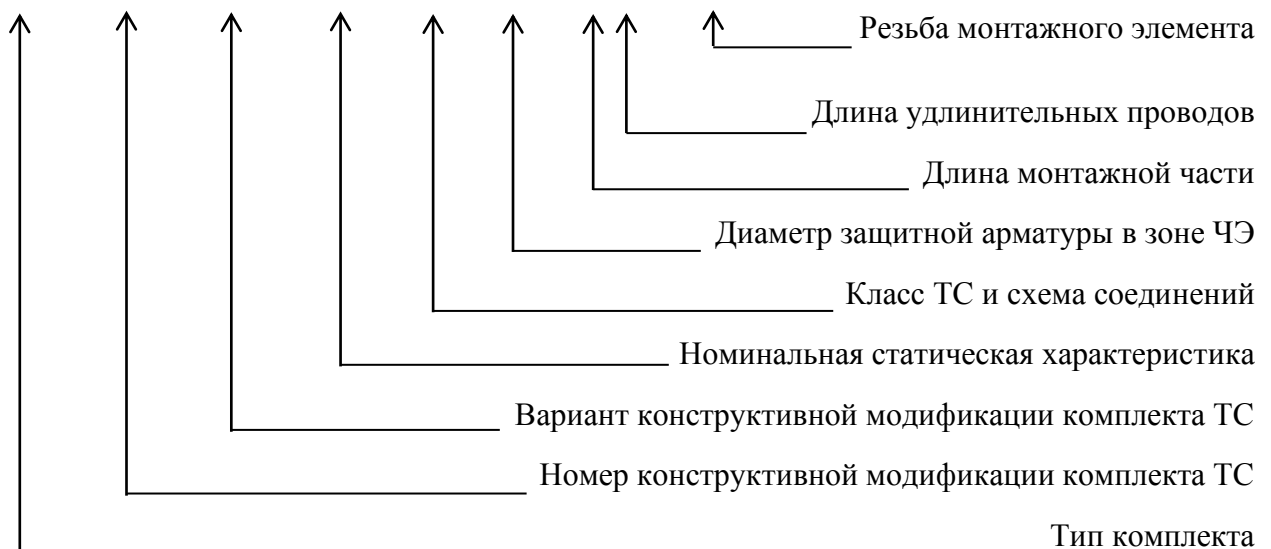 Резьба монтажного элемента
Длина удлинительных проводов
Длина монтажной части
Диаметр защитной арматуры в зоне ЧЭ
Класс ТС и схема соединений
Номинальная статическая характеристика
Вариант конструктивной модификации комплекта ТС
Номер конструктивной модификации комплекта ТС
Тип комплекта